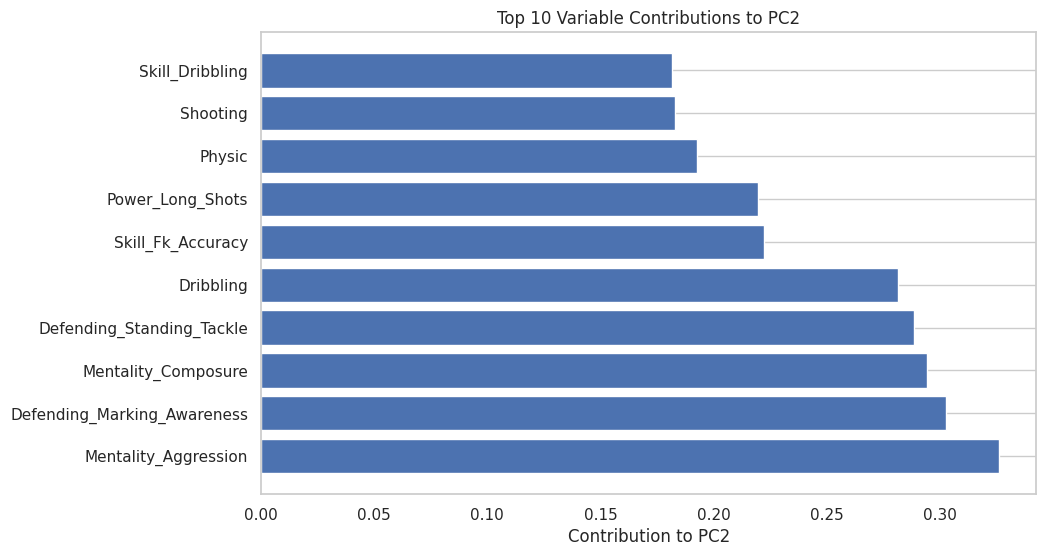 Top 10 Variable Contributions to PC2
Skill_Dribbling
Shooting
Physic
Power_Long_Shots
Skill_Fk_Accuracy
Dribbling
Defending_Standing_Tackle
Mentality_Composure
Defending_Marking_Awareness
Mentality_Aggression
0.00 0.05 0.10 0.15 0.20 0.25 0.30
Contribution to PC2